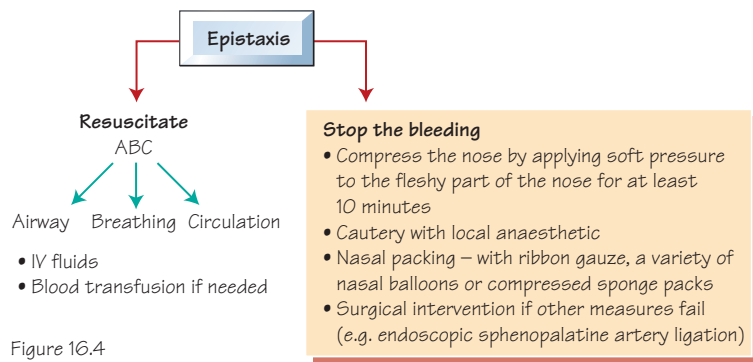 Epistaxis
Resuscitate
ABC
Airway Breathing Circulation
• IV fluids
• Blood transfusion if needed
Figure 16.4
Stop the bleeding
• Compress the nose by applying soft pressure
to the fleshy part of the nose for at least
10 minutes
• Cautery with local anaesthetic
• Nasal packing – with ribbon gauze, a variety of
nasal balloons or compressed sponge packs
• Surgical intervention if other measures fail
(e.g. endoscopic sphenopalatine artery ligation)